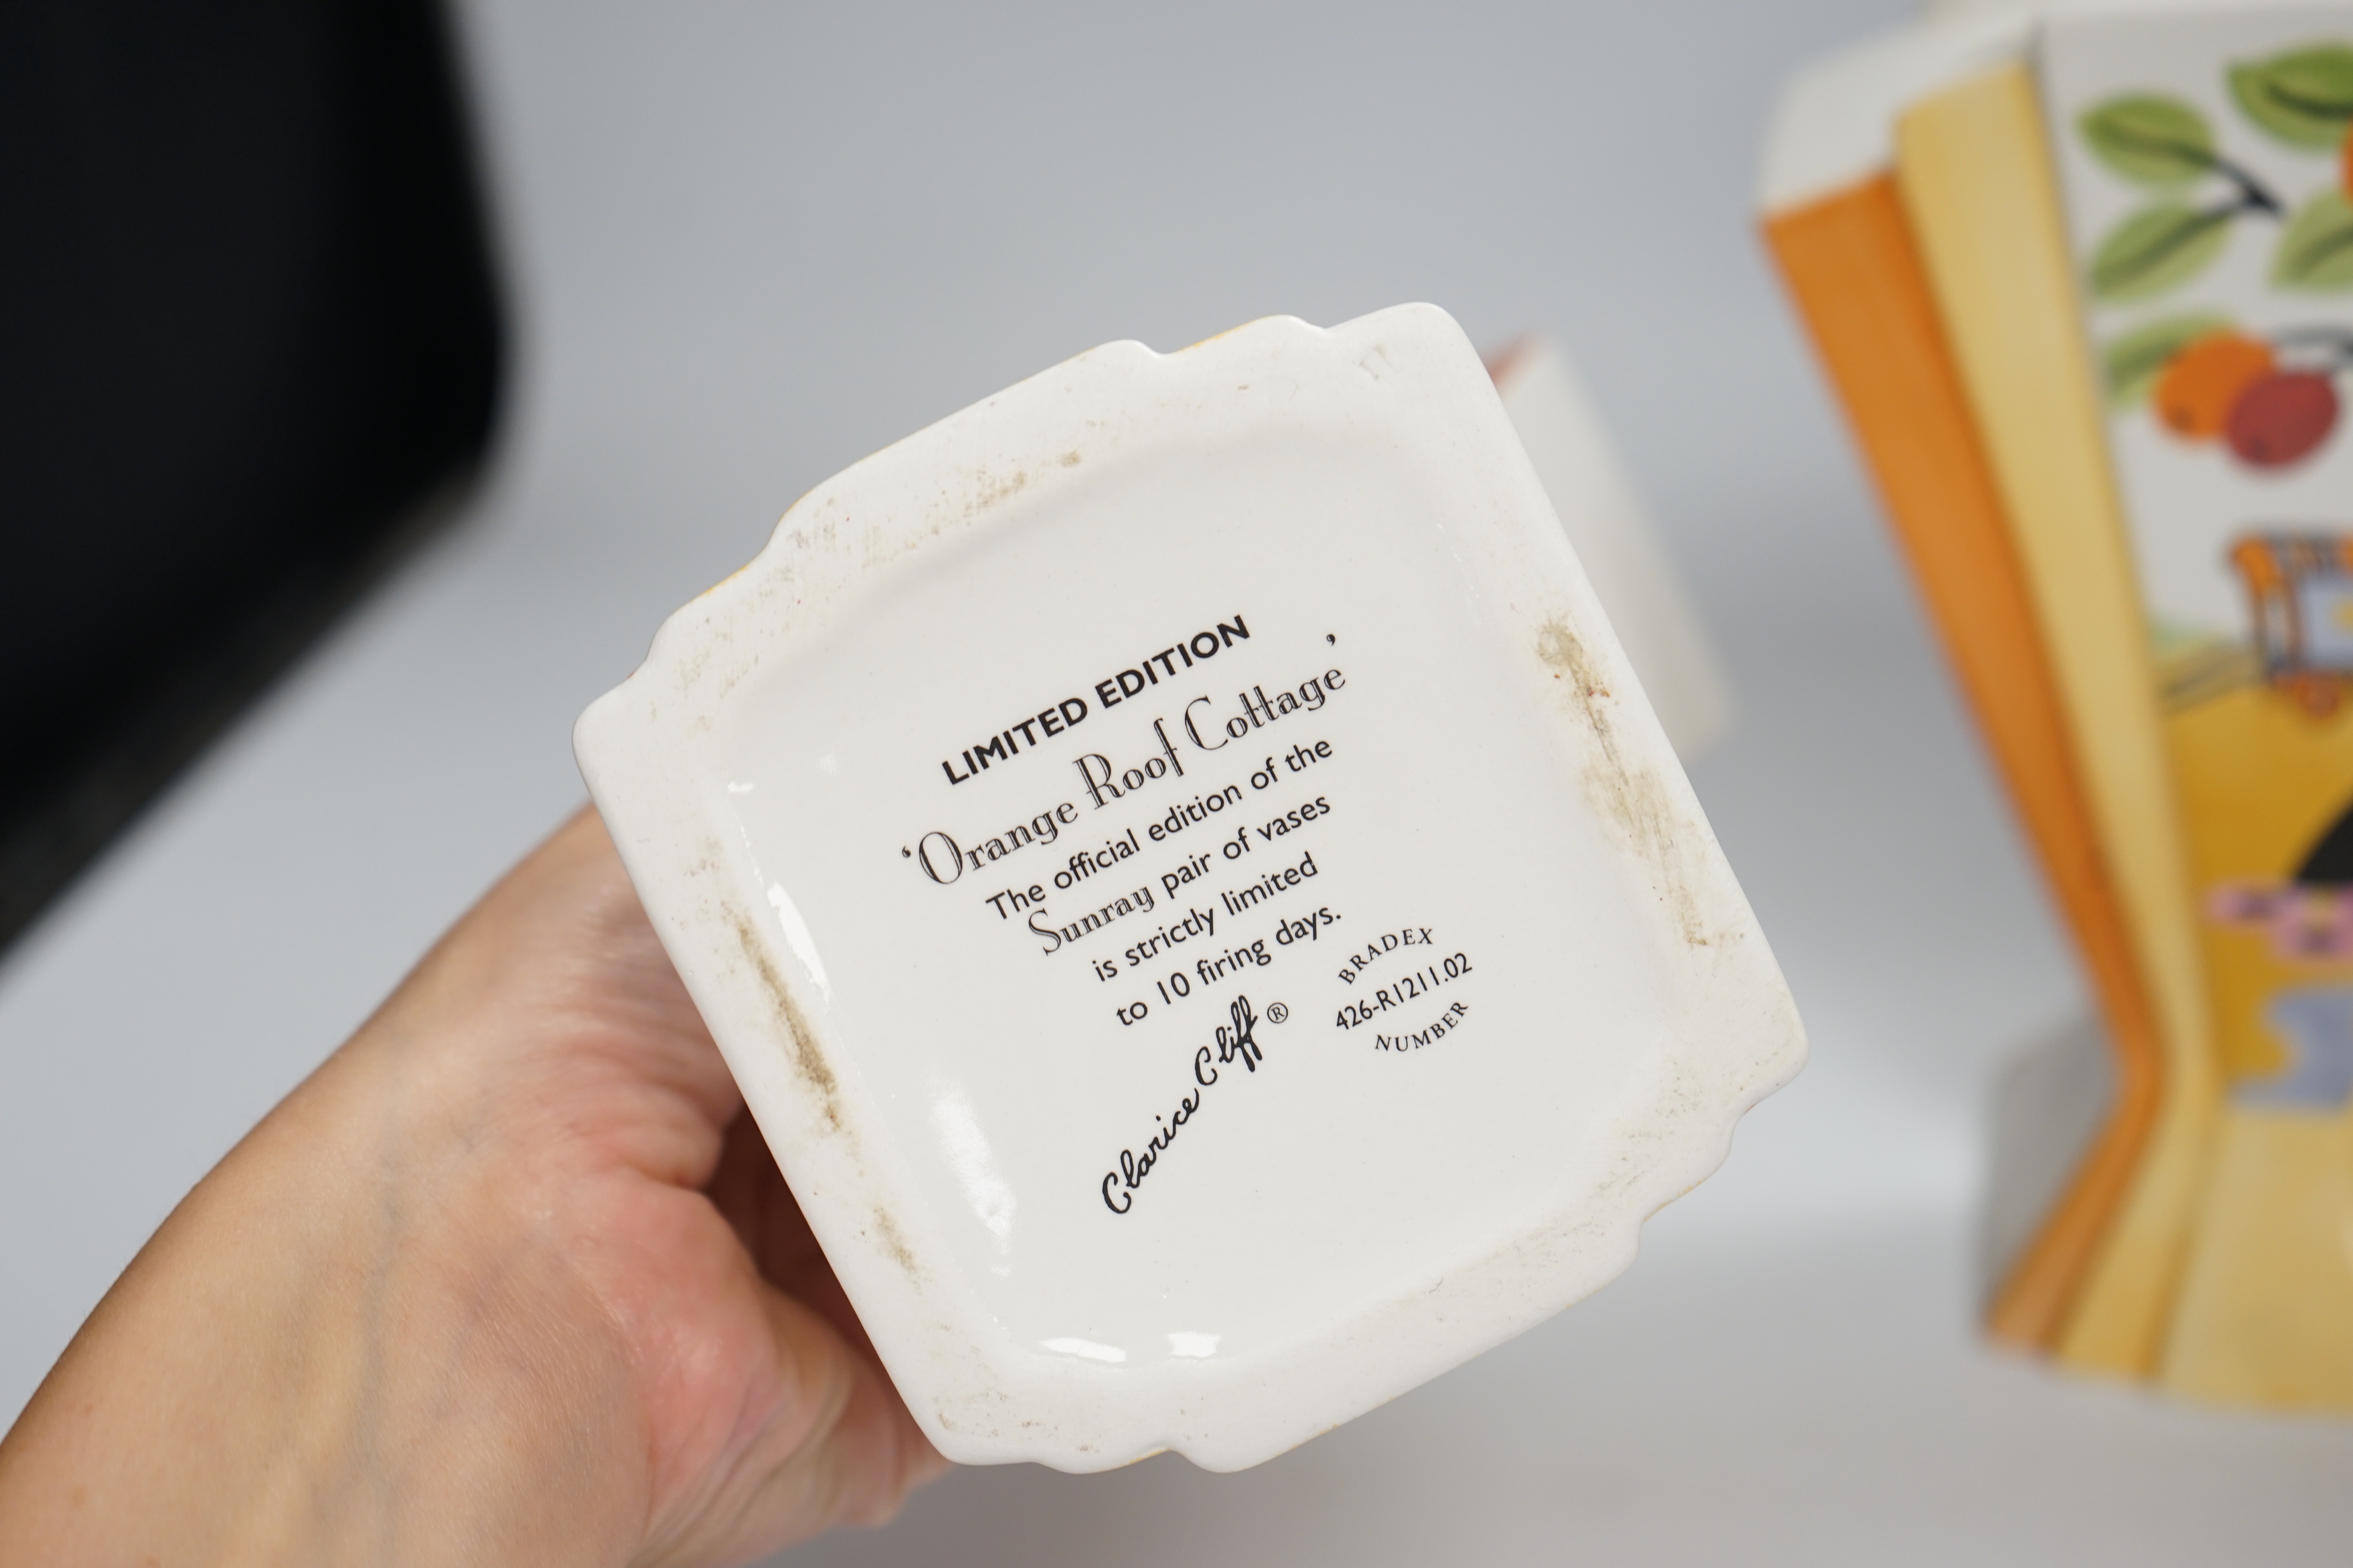 LIMITED EDITION
‘Orange Roof Cottage’
The official edition of the
Sunray pair of vases
is strictly limited
to 10 firing days.
Clarice Cliff®
BRADEX
426-R1211.02
NUMBER